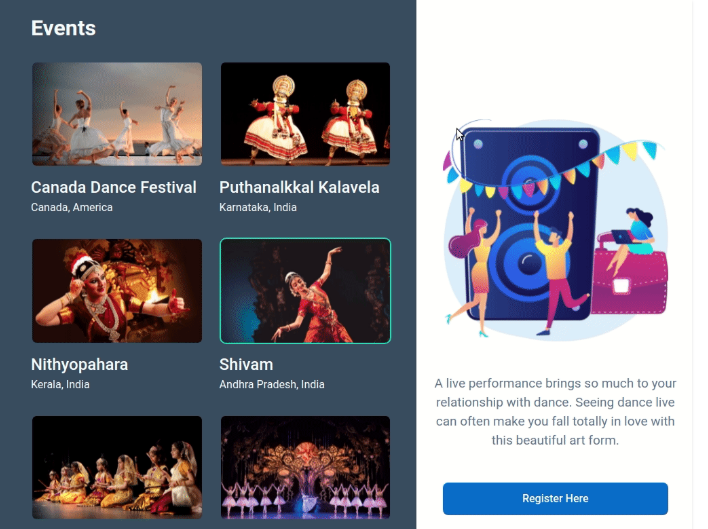 Events
Canada Dance Festival
Canada, America
Puthanalkkal Kalavela
Karnataka, India
Nithyopahara
Kerala, India
Shivam
Andhra Pradesh, India
A live performance brings so much to your
relationship with dance. Seeing dance live
can often make you fall totally in love with
this beautiful art form.
Register Here